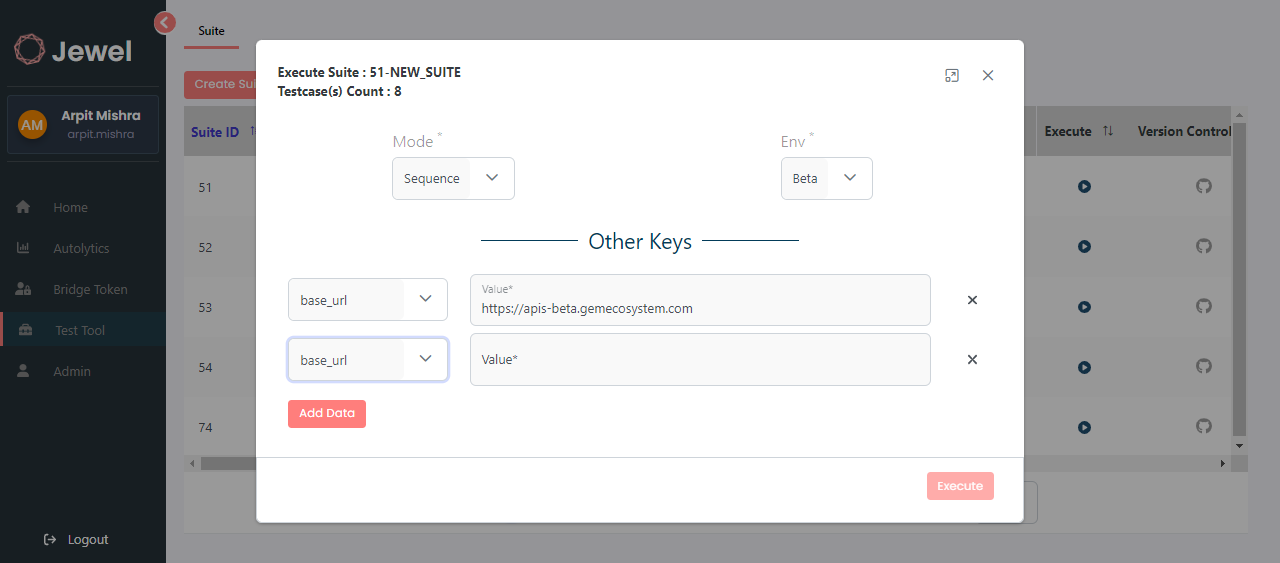 Jewel
AM
Arpit Mishra
arpit.mishra
Home
Autolytics
Bridge Token
Test Tool
Admin
Logout
Suite
Create Sui
Suite ID
Execute
Version Control
51
52
53
54
74
Execute Suite : 51-NEW_SUITE
Testcase(s) Count : 8
Mode *
Env *
Sequence
Beta
Other Keys
base_url
Value*
https://apis-beta.gemecosystem.com
base_url
Value*
Add Data
Execute